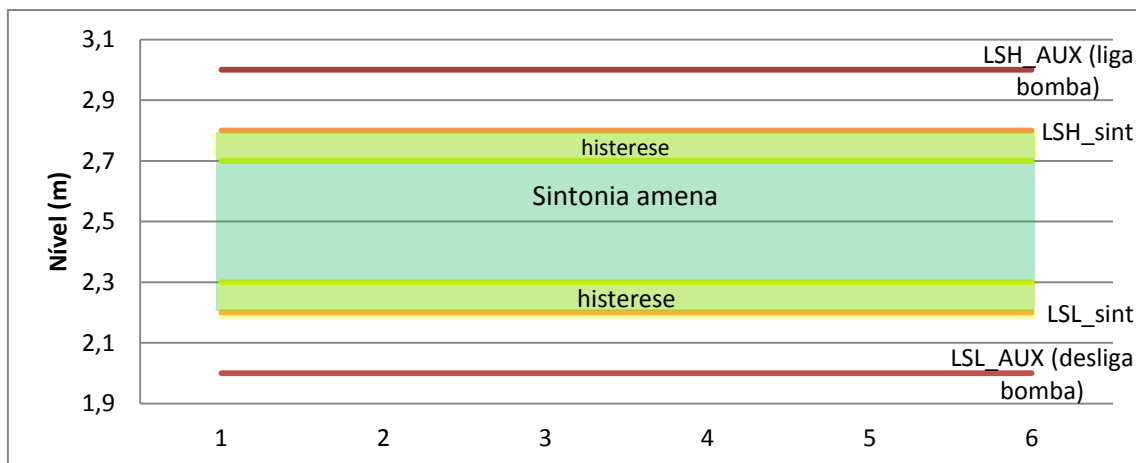 3,1
2,9
2,7
2,5
2,3
2,1
1,9
Nível (m)
LSH_AUX (liga
bomba)
LSH_sint
histerese
Sintonia amena
histerese
LSL_sint
LSL_AUX (desliga
bomba)
1 2 3 4 5 6